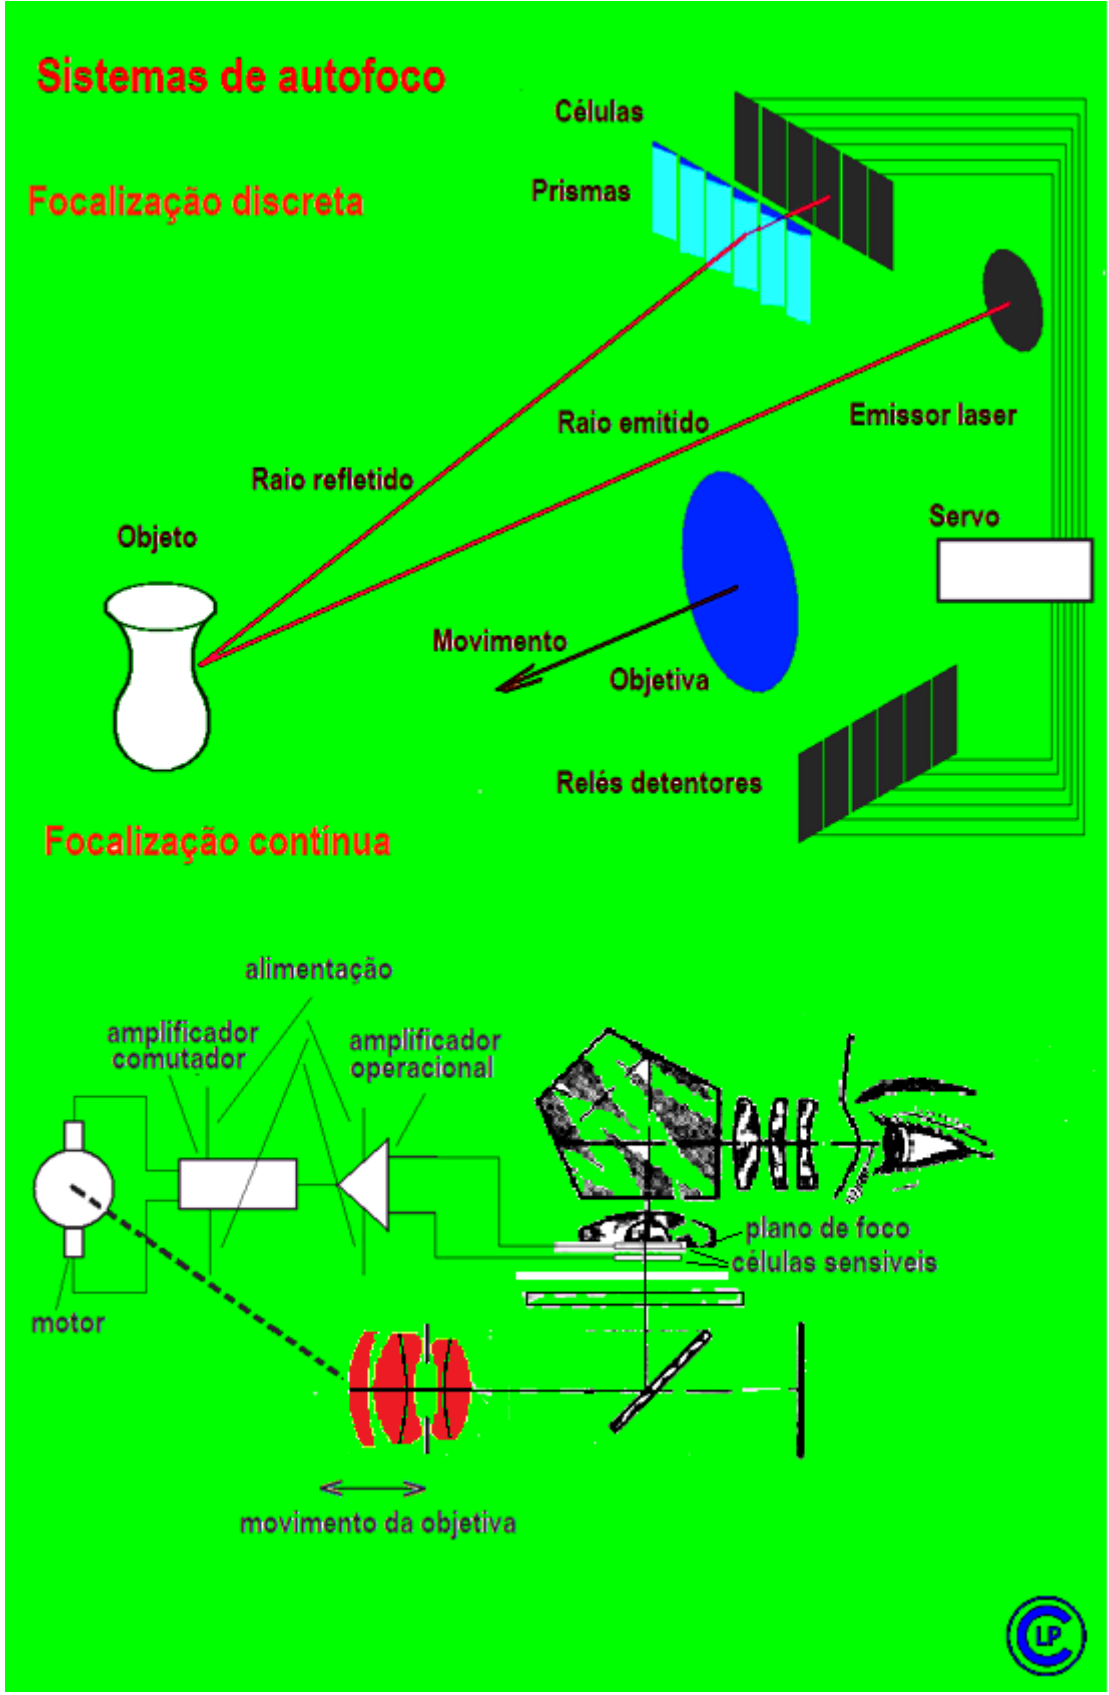 Sistemas de autofoco
Células
Focalização discreta
Prismas
Raio emitido
Emissor laser
Raio refletido
Objeto
Servo
Movimento
Objetiva
Relés detentores
Focalização contínua
alimentação
amplificador
comutador
amplificador
operacional
plano de foco
células sensiveis
motor
movimento da objetiva
C LP